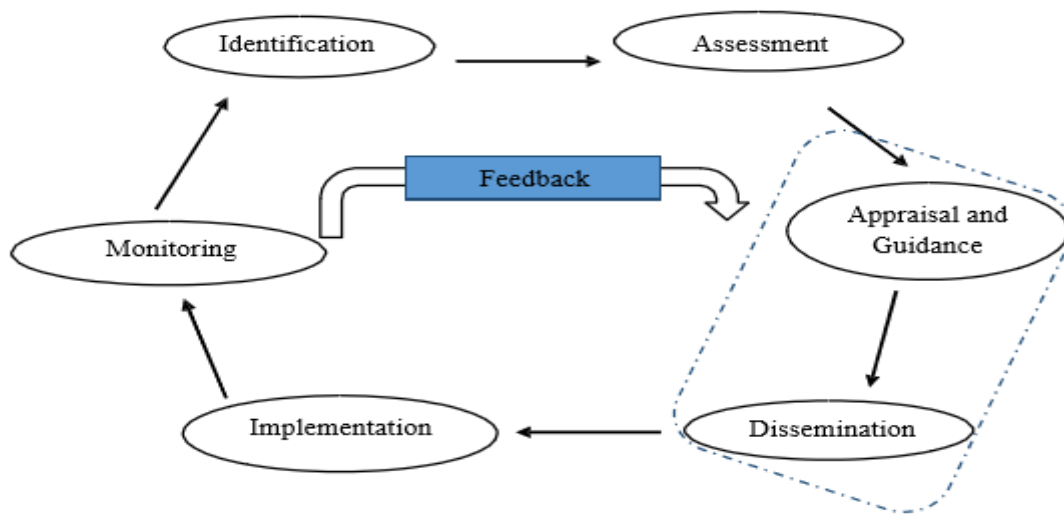 Identification
Assessment
Feedback
Appraisal and
Guidance
Monitoring
Implementation
Dissemination